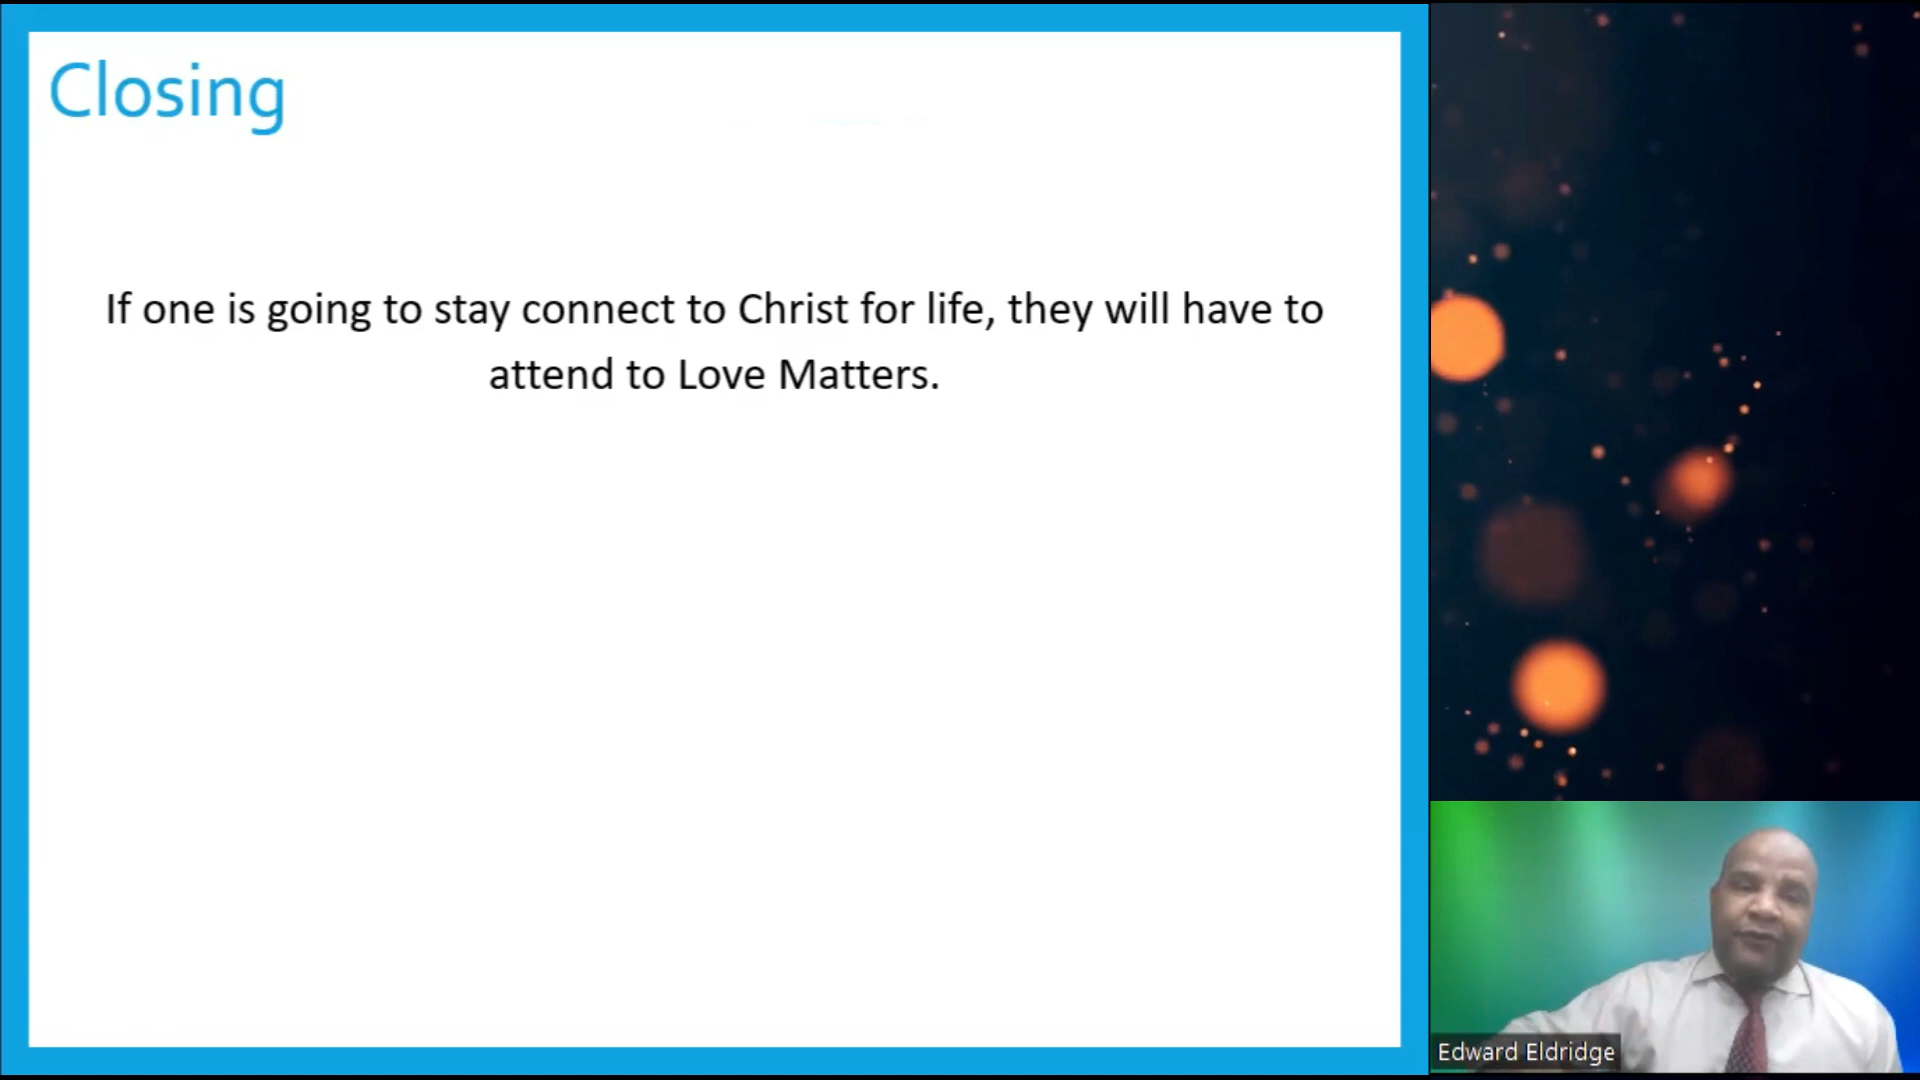 Closing
If one is going to stay connect to Christ for life, they will have to
attend to Love Matters.
Edward Eldridge